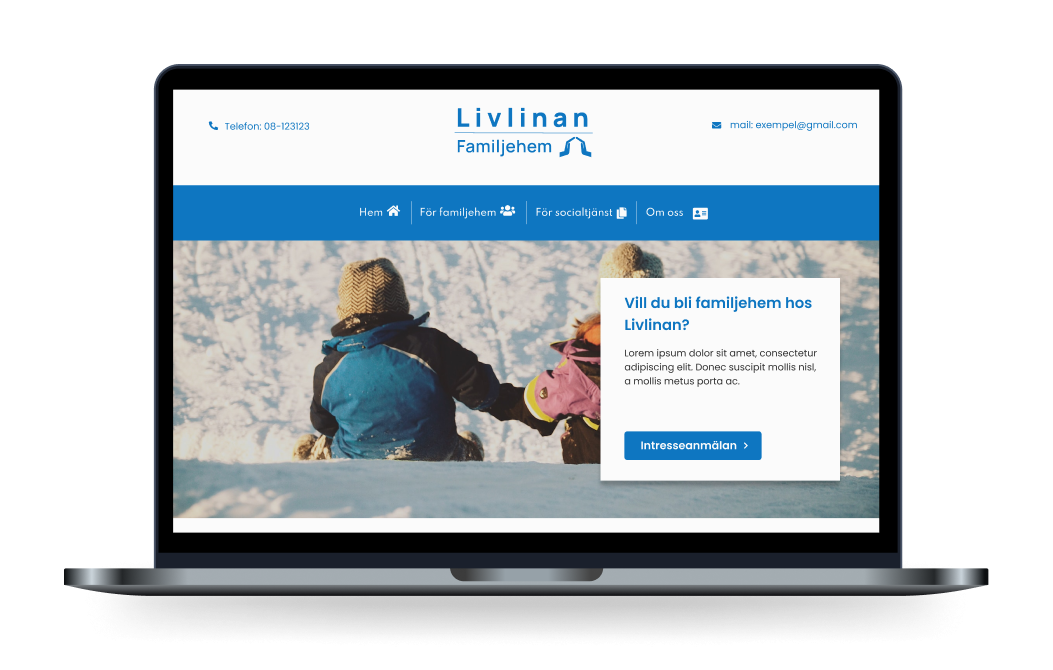 Telefon: 08-123123
Livlinan
Familjehem
mail: exempel@gmail.com
Hem
För familjehem
För socialtjänst
Om oss
Vill du bli familjehem hos
Livlinan?
Lorem ipsum dolor sit amet, consectetur
adipiscing elit. Donec suscipit mollis nisl,
a mollis metus porta ac.
Intresseanmälan